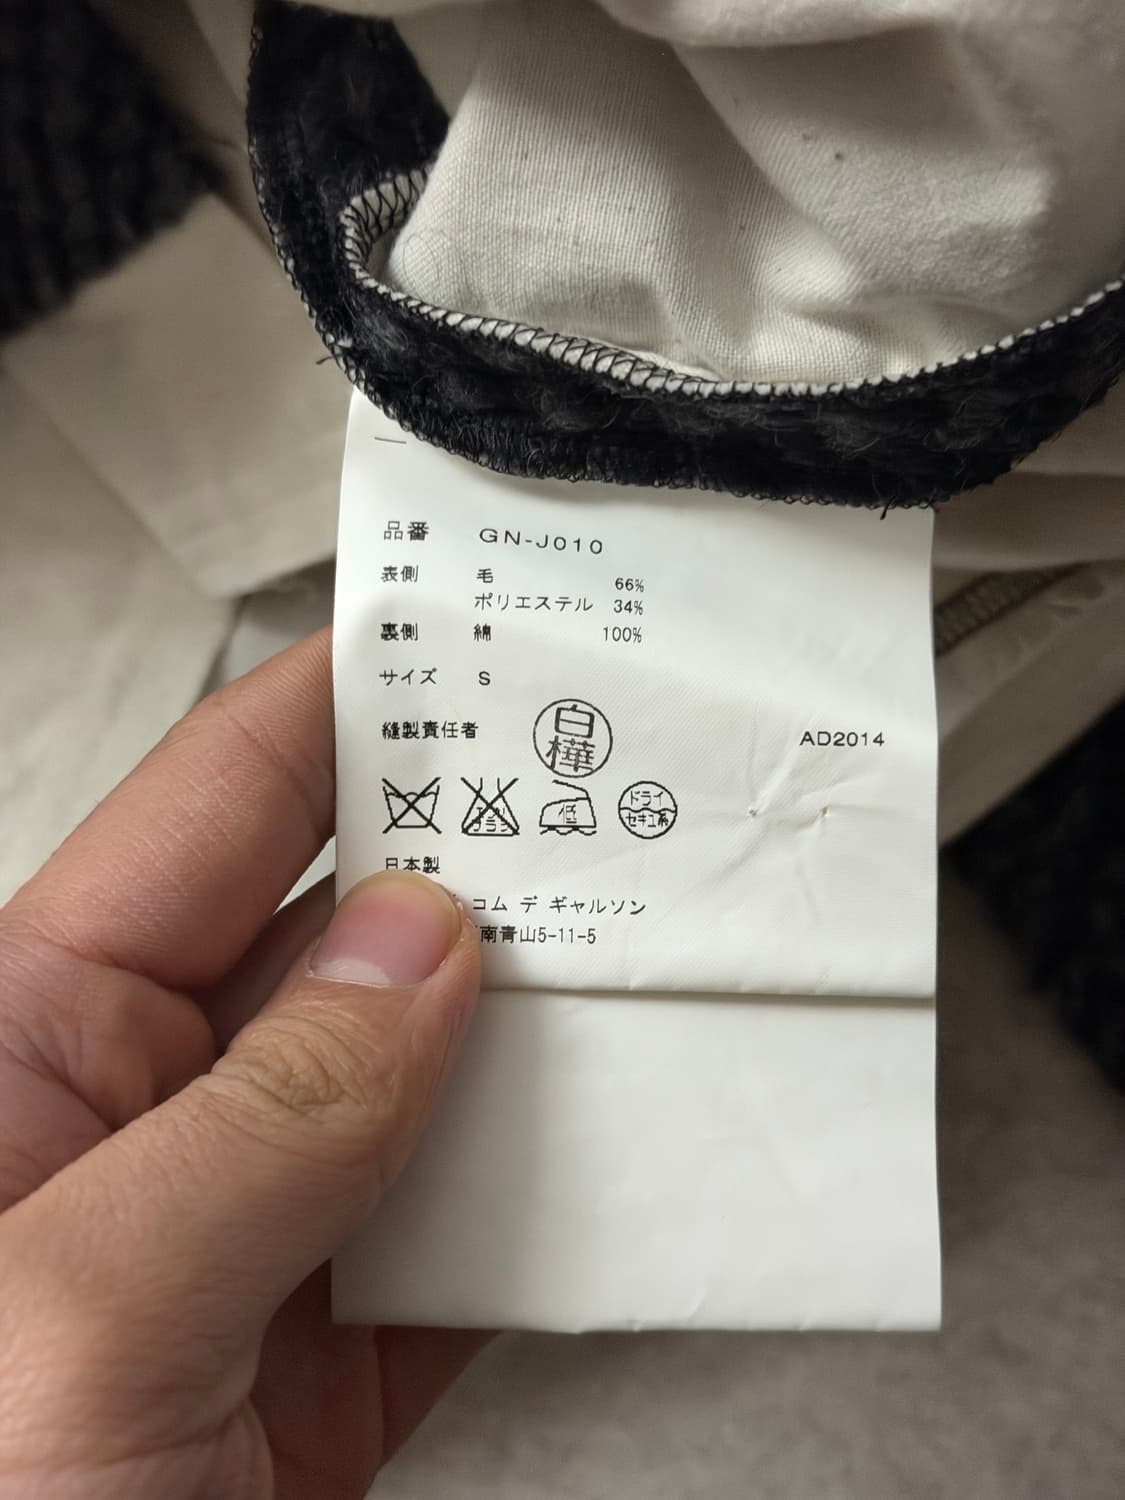 品番 GN-J010
表側 毛 66%
ポリエステル 34%
裏側 綿 100%
サイズ S
縫製責任者 白樺 AD2014
低 ドライ セキユ系
日本製
コム デ ギャルソン
南青山5-11-5